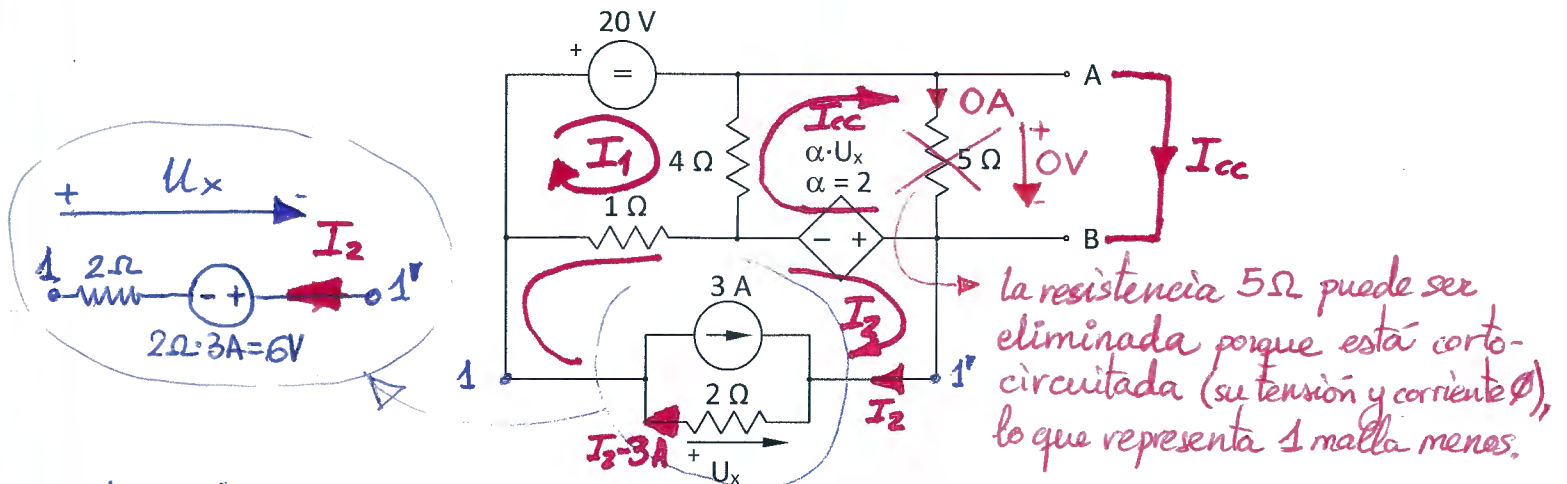 20 V
+
=
A
Icc
0A
I1
4 Ω
α·Ux
α = 2
5 Ω
+
0V
-
Icc
Ux
+
-
I2
1 Ω
- +
B
1
2Ω
- +
1'
2Ω·3A=6V
3 A
I2
la resistencia 5Ω puede ser
eliminada porque está corto-
circuitada (su tensión y corriente Ø),
lo que representa 1 malla menos.
1
1'
2 Ω
I2
I2-3A
+
Ux